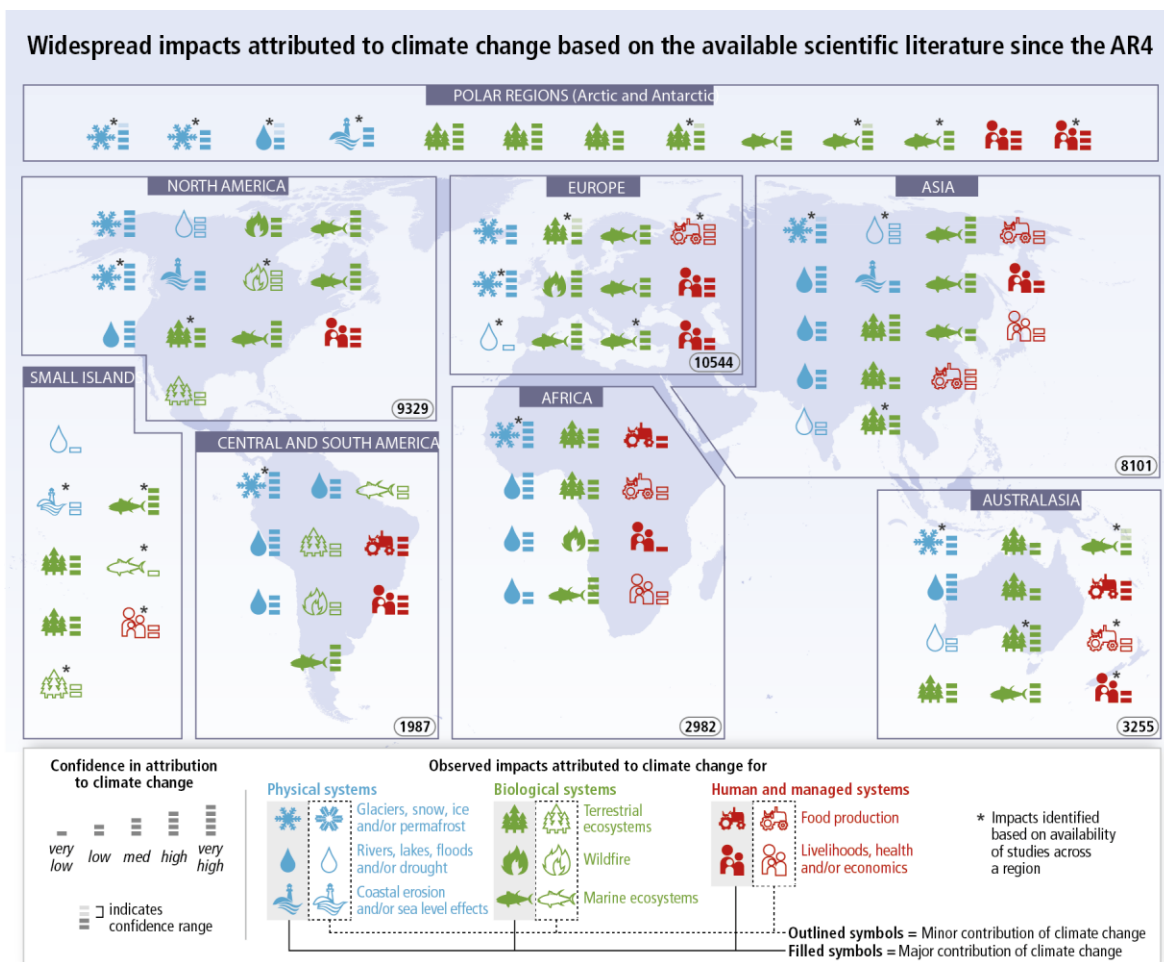 Widespread impacts attributed to climate change based on the available scientific literature since the AR4
POLAR REGIONS (Arctic and Antarctic
NORTH AMERICA
EUROPE
ASIA
10544
SMALL ISLAND
9329
AFRICA
CENTRAL AND SOUTH AMERICA
8101
AUSTRALASIA
1987
2982
3255
Confidence in attribution
to climate change
very
low
low
med
high
very
high
indicates
confidence range
Observed impacts attributed to climate change for
Physical systems
Glaciers, snow, ice
and/or permafrost
Rivers, lakes, floods
and/or drought
Coastal erosion
and/or sea level effects
Biological systems
Terrestrial
ecosystems
Wildfire
Marine ecosystems
Human and managed systems
Food production
Livelihoods, health
and/or economics
* Impacts identified
based on availability
of studies across
a region
Outlined symbols = Minor contribution of climate change
Filled symbols = Major contribution of climate change